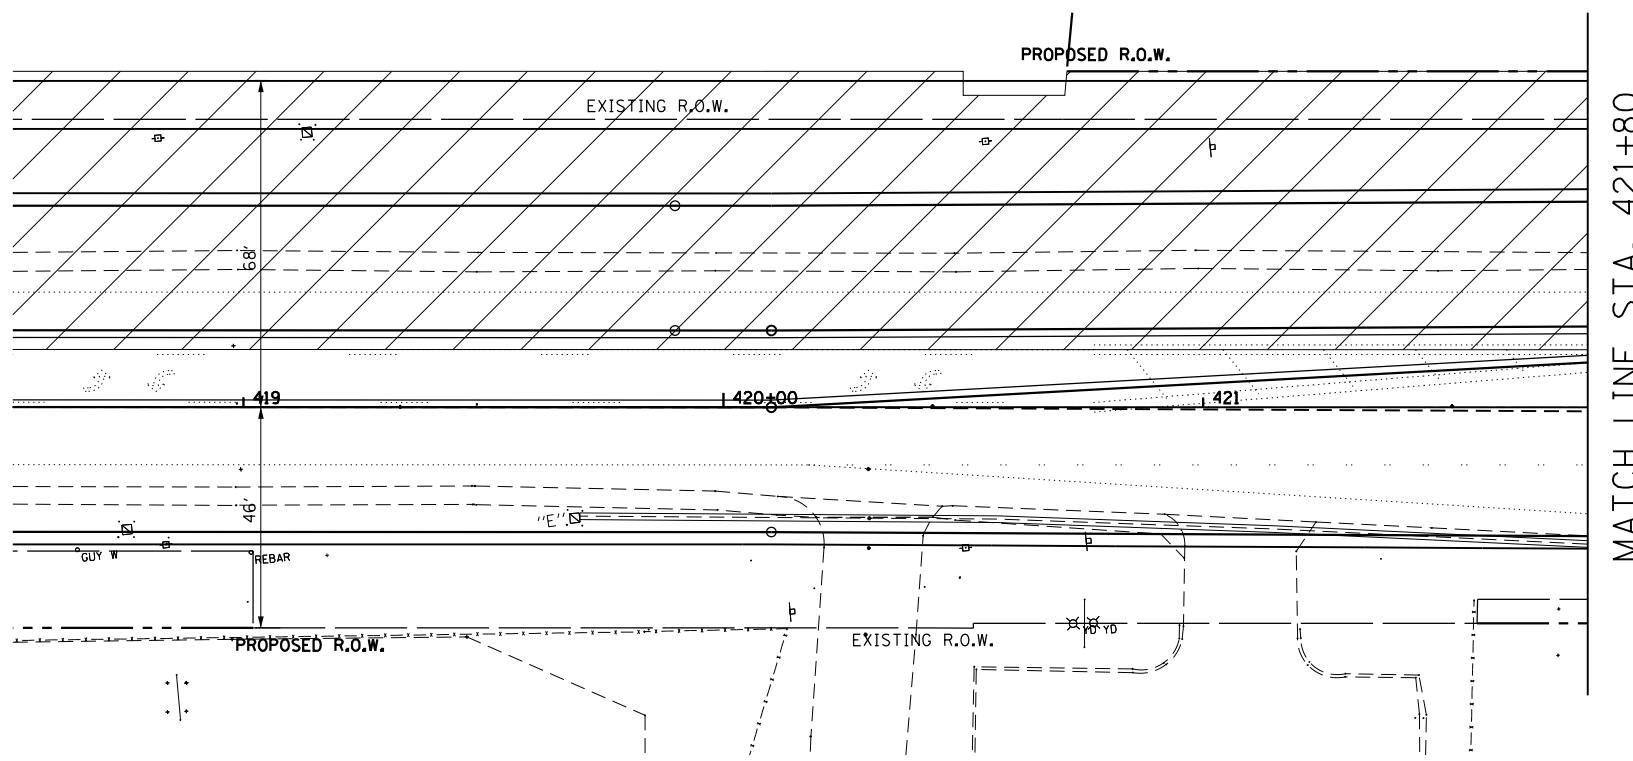 PROPOSED R.O.W.
EXISTING R.O.W.
68'
419
420+00
421
46'
"E"
GUY W
REBAR
YD YD
PROPOSED R.O.W.
EXISTING R.O.W.
MATCH LINE STA. 421+80